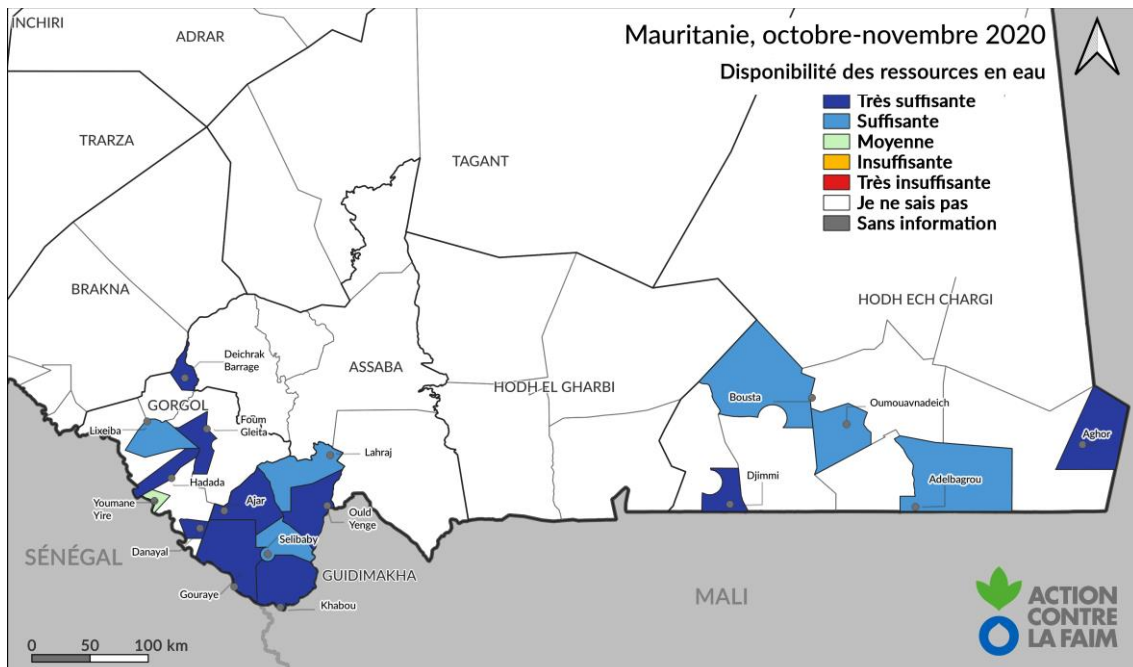 Mauritanie, octobre-novembre 2020
Disponibilité des ressources en eau
Très suffisante
Suffisante
Moyenne
Insuffisante
Très insuffisante
Je ne sais pas
Sans information
INCHIRI
ADRAR
TRARZA
TAGANT
BRAKNA
HODH ECH CHARGI
Deichrak
Barrage
ASSABA
HODH EL GHARBI
GORGOL
Bousta
Oumouavnadeich
Foum
Gleita
Lixeiba
Aghor
Lahraj
Hadada
Djimmi
Adelbagrou
Youmane
Yire
Ajar
Ould
Yenge
Danayal
Selibaby
SÉNÉGAL
GUIDIMAKHA
Gouraye
Khabou
MALI
ACTION
CONTRE
LA FAIM
0 50 100 km